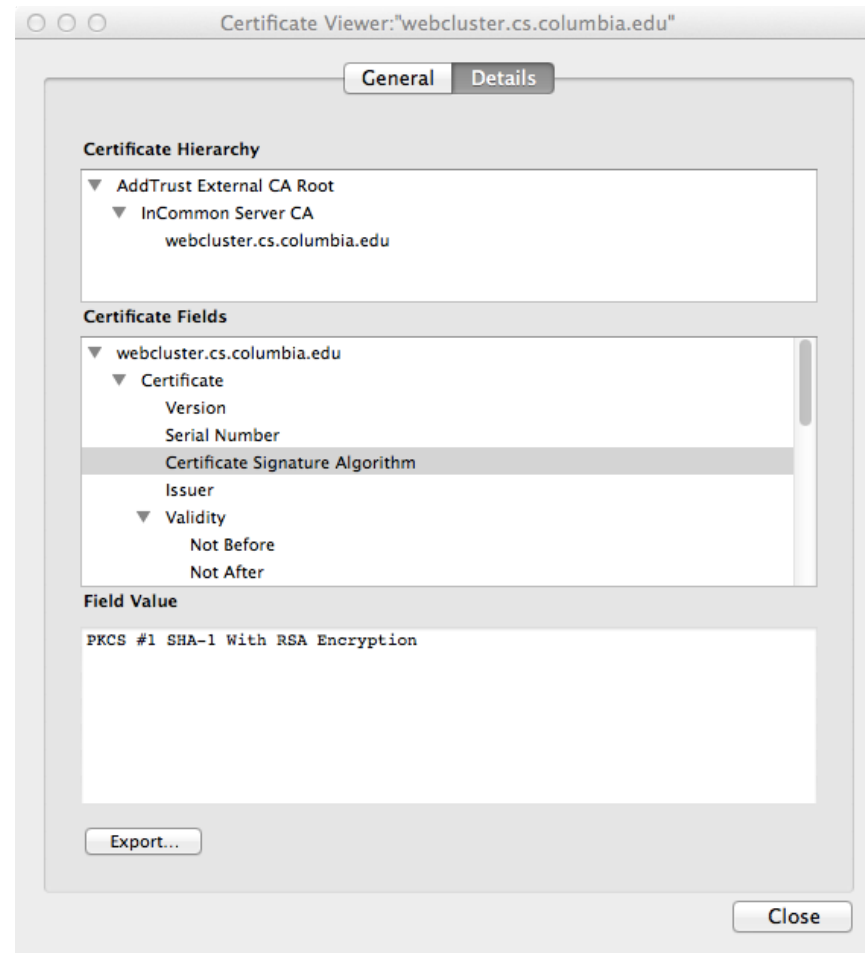 Certificate Viewer:"webcluster.cs.columbia.edu"
General Details
Certificate Hierarchy
AddTrust External CA Root
InCommon Server CA
webcluster.cs.columbia.edu
Certificate Fields
webcluster.cs.columbia.edu
Certificate
Version
Serial Number
Certificate Signature Algorithm
Issuer
Validity
Not Before
Not After
Field Value
PKCS #1 SHA-1 With RSA Encryption
Export...
Close